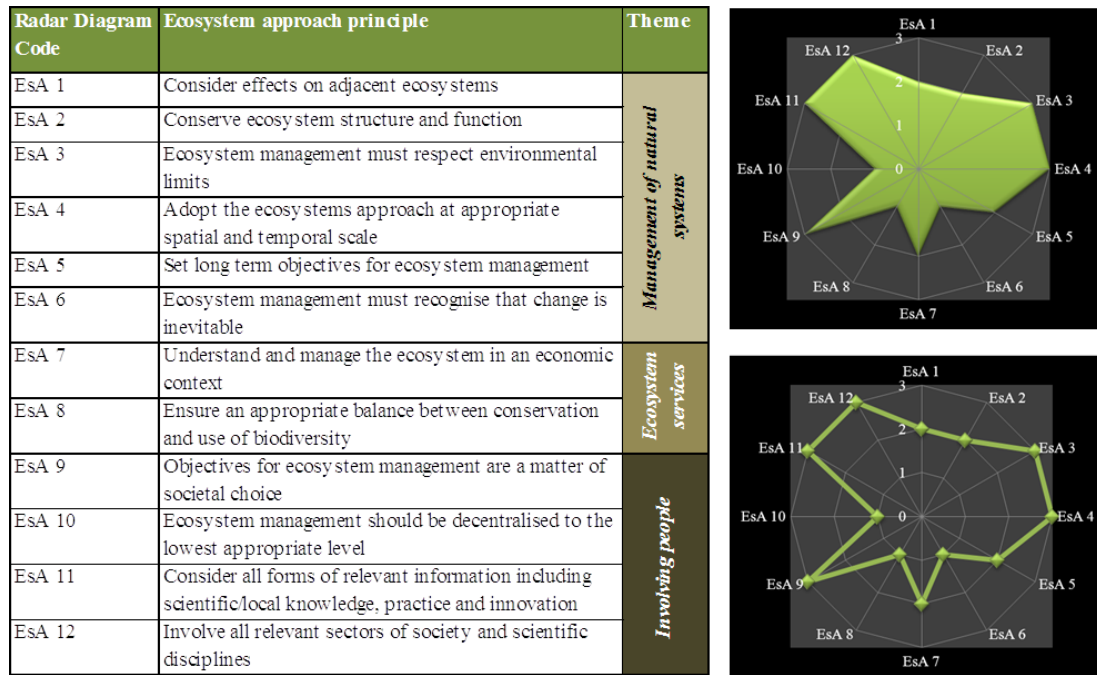 Radar Diagram Code Ecosystem approach principle Theme
EsA 1 Consider effects on adjacent ecosystems
EsA 2 Conserve ecosystem structure and function
EsA 3 Ecosystem management must respect environmental
limits
EsA 4 Adopt the ecosystems approach at appropriate
spatial and temporal scale
EsA 5 Set long term objectives for ecosystem management
EsA 6 Ecosystem management must recognise that change is
inevitable
Management of natural
systems
EsA 7 Understand and manage the ecosystem in an economic
context
EsA 8 Ensure an appropriate balance between conservation
and use of biodiversity
Ecosystem
services
EsA 9 Objectives for ecosystem management are a matter of
societal choice
EsA 10 Ecosystem management should be decentralised to the
lowest appropriate level
EsA 11 Consider all forms of relevant information including
scientific/local knowledge, practice and innovation
EsA 12 Involve all relevant sectors of society and scientific
disciplines
Involving people
EsA 1
3
EsA 12
EsA 2
2
EsA 11
EsA 3
1
EsA 10
0
EsA 4
EsA 9
EsA 5
EsA 8
EsA 6
EsA 7
EsA 1
3
EsA 12
EsA 2
2
EsA 11
EsA 3
1
EsA 10
0
EsA 4
EsA 9
EsA 5
EsA 8
EsA 6
EsA 7